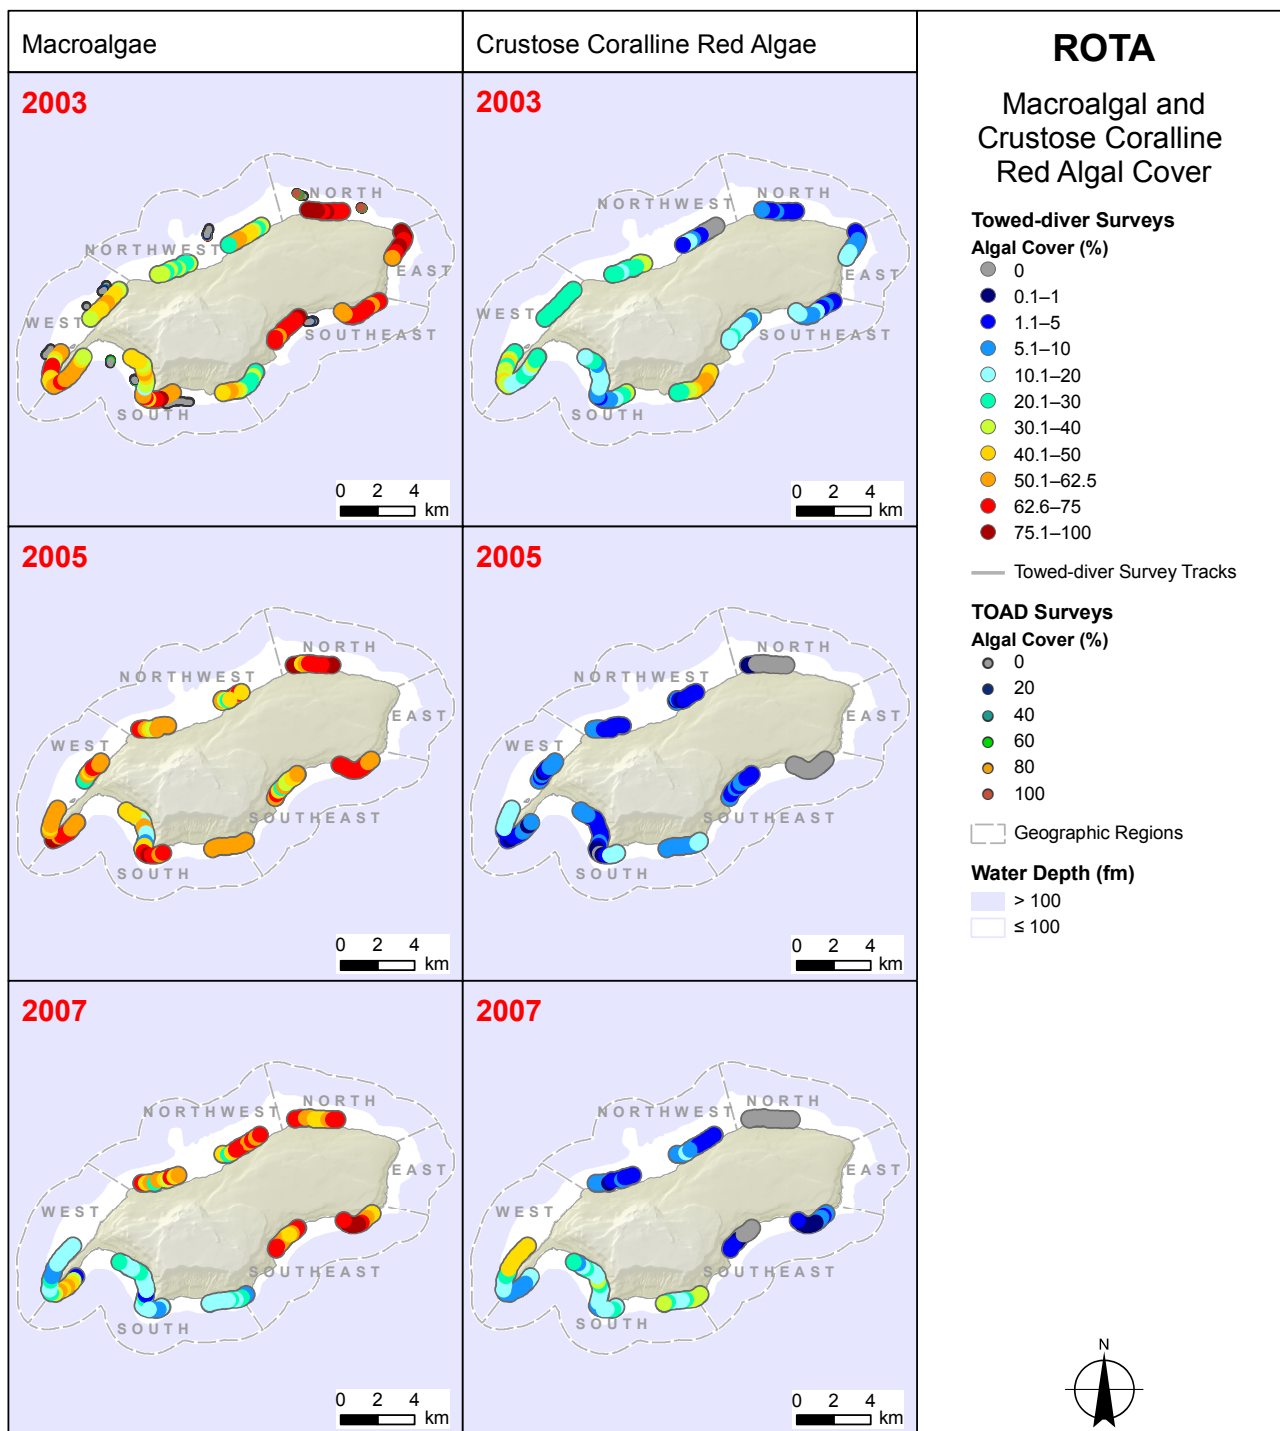 Macroalgae
Crustose Coralline Red Algae
2003
NORTH
NORTHWEST
EAST
WEST
SOUTHEAST
SOUTH
0 2 4
km
2003
NORTH
NORTHWEST
EAST
WEST
SOUTHEAST
SOUTH
0 2 4
km
2005
NORTH
NORTHWEST
EAST
WEST
SOUTHEAST
SOUTH
0 2 4
km
2005
NORTH
NORTHWEST
EAST
WEST
SOUTHEAST
SOUTH
0 2 4
km
2007
NORTH
NORTHWEST
EAST
WEST
SOUTHEAST
SOUTH
0 2 4
km
2007
NORTH
NORTHWEST
EAST
WEST
SOUTHEAST
SOUTH
0 2 4
km
ROTA
Macroalgal and
Crustose Coralline
Red Algal Cover
Towed-diver Surveys
Algal Cover (%)
0
0.1–1
1.1–5
5.1–10
10.1–20
20.1–30
30.1–40
40.1–50
50.1–62.5
62.6–75
75.1–100
Towed-diver Survey Tracks
TOAD Surveys
Algal Cover (%)
0
20
40
60
80
100
Geographic Regions
Water Depth (fm)
> 100
≤ 100
N